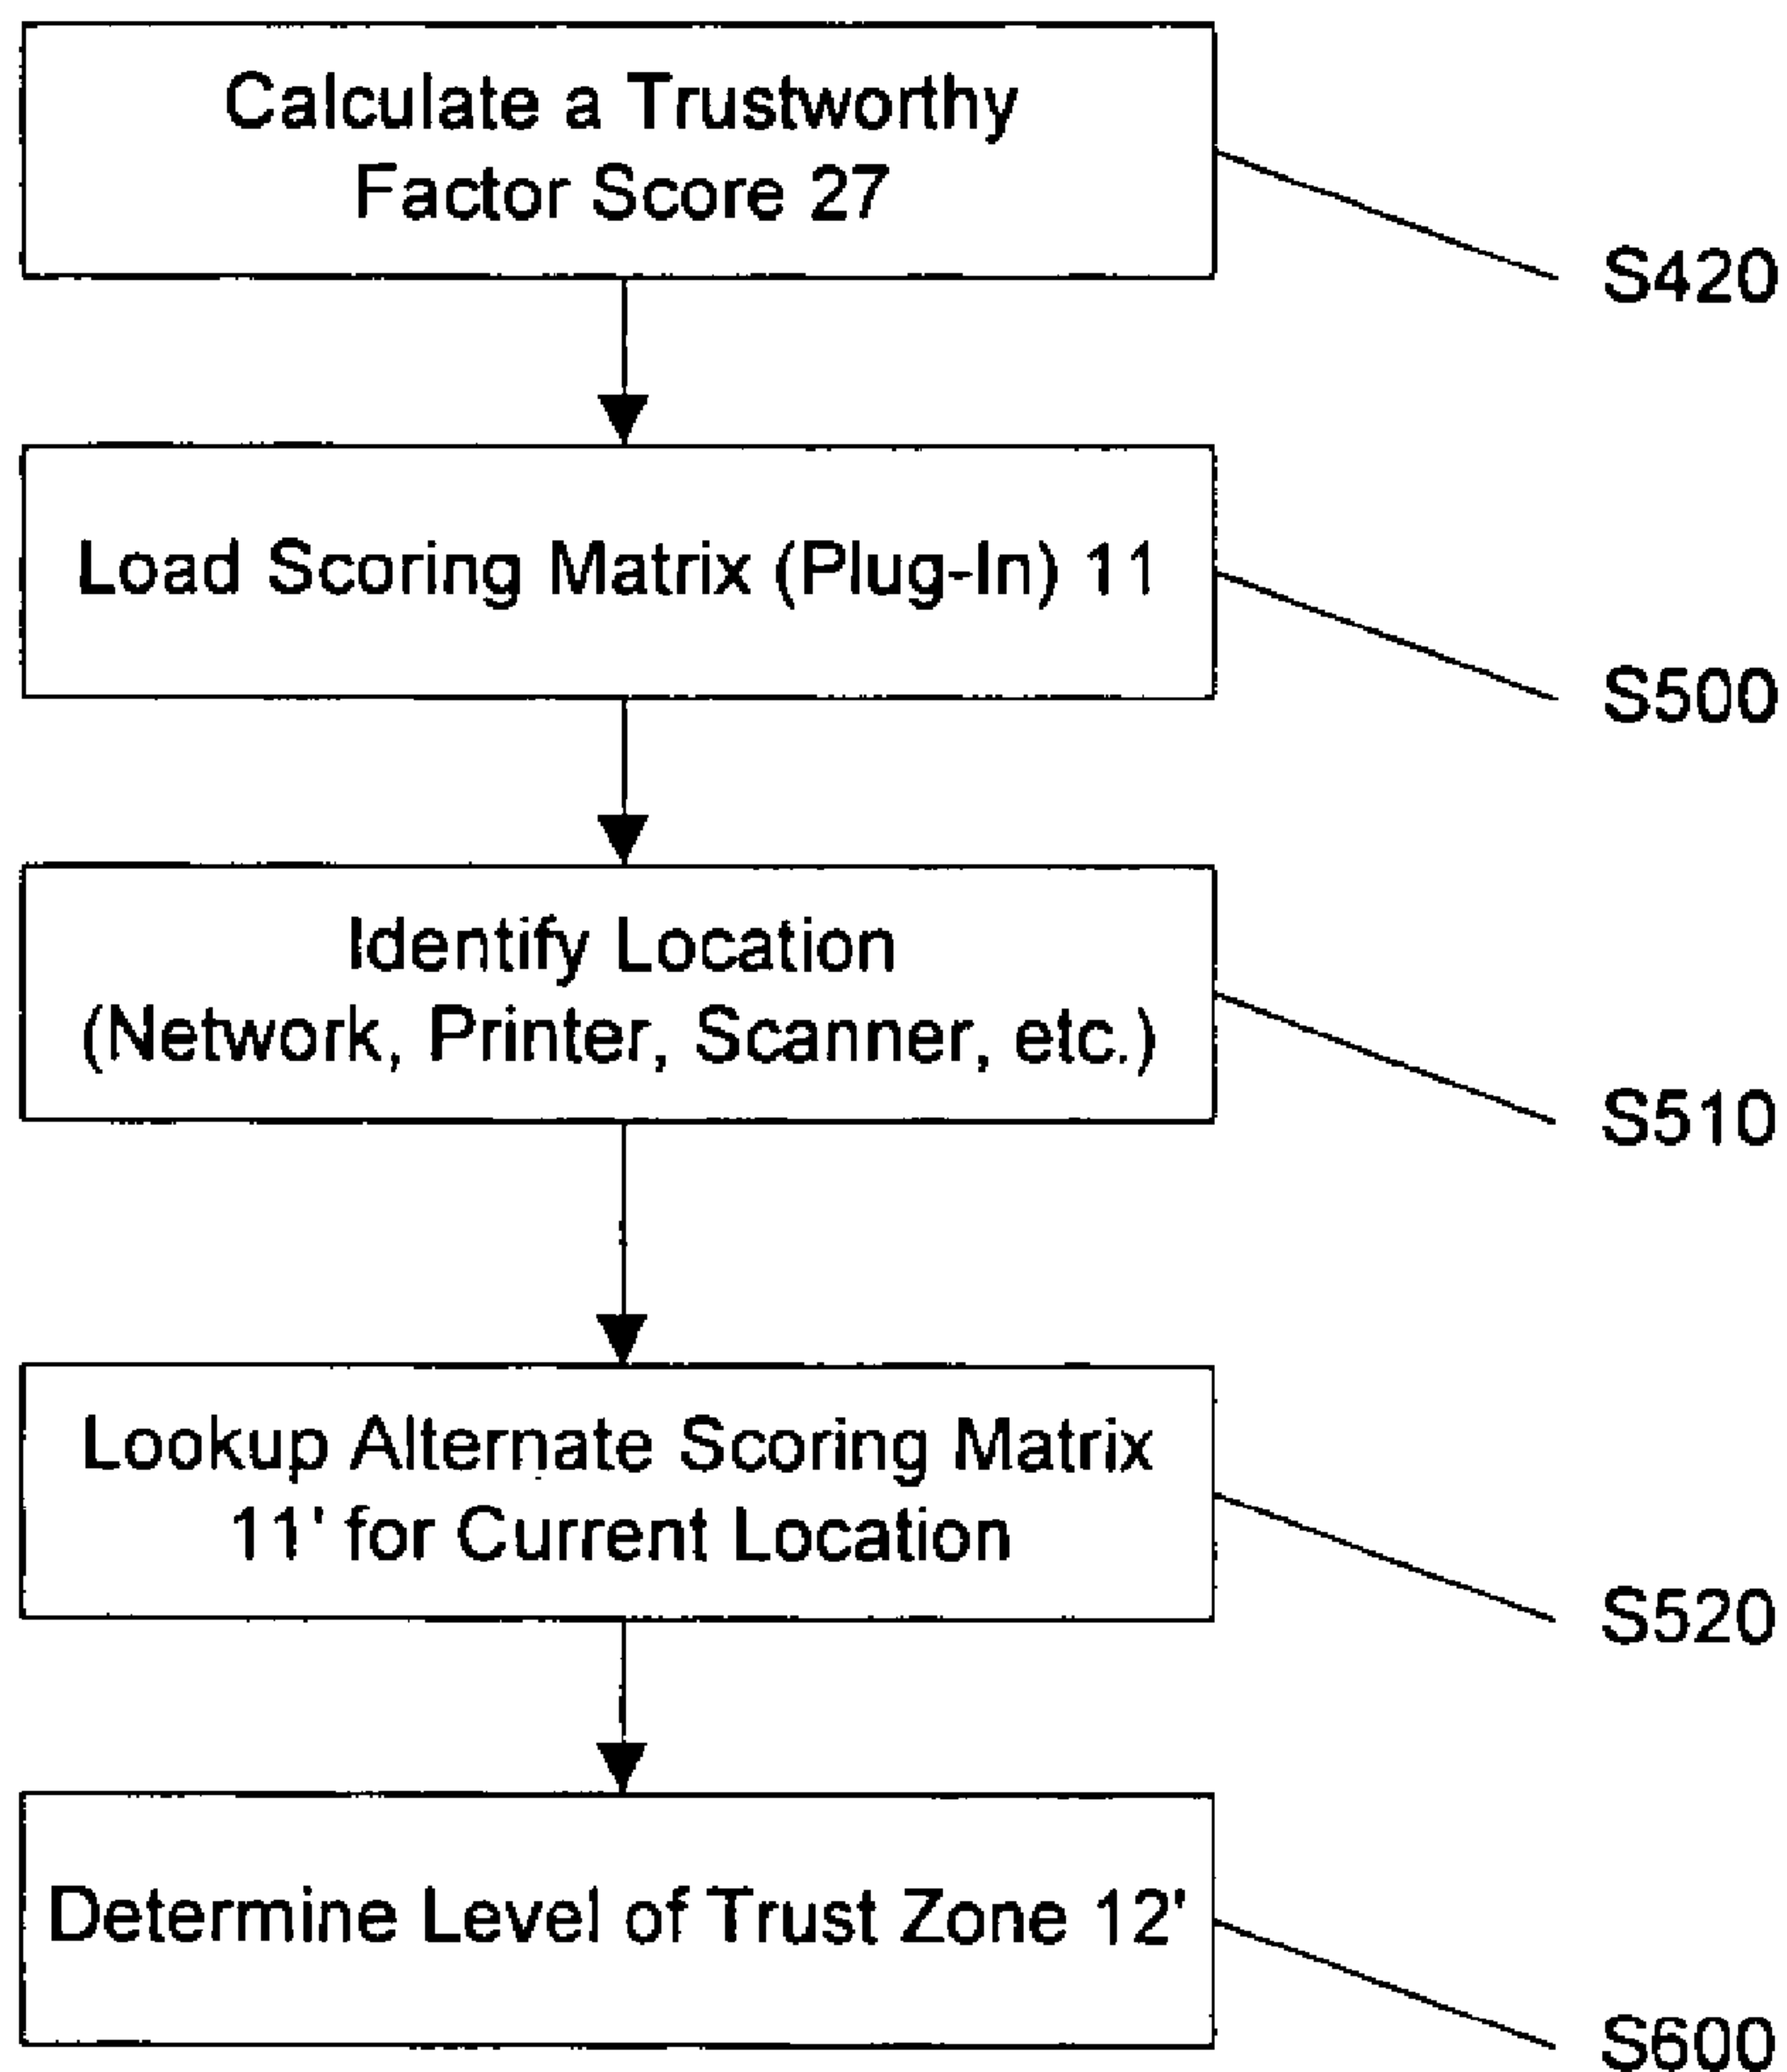 Calculate a Trustworthy
Factor Score 27
S420
Load Scoring Matrix (Plug-In) 11
S500
Identify Location
(Network, Printer, Scanner, etc.)
S510
Lookup Alternate Scoring Matrix
11' for Current Location
S520
Determine Level of Trust Zone 12'
S600